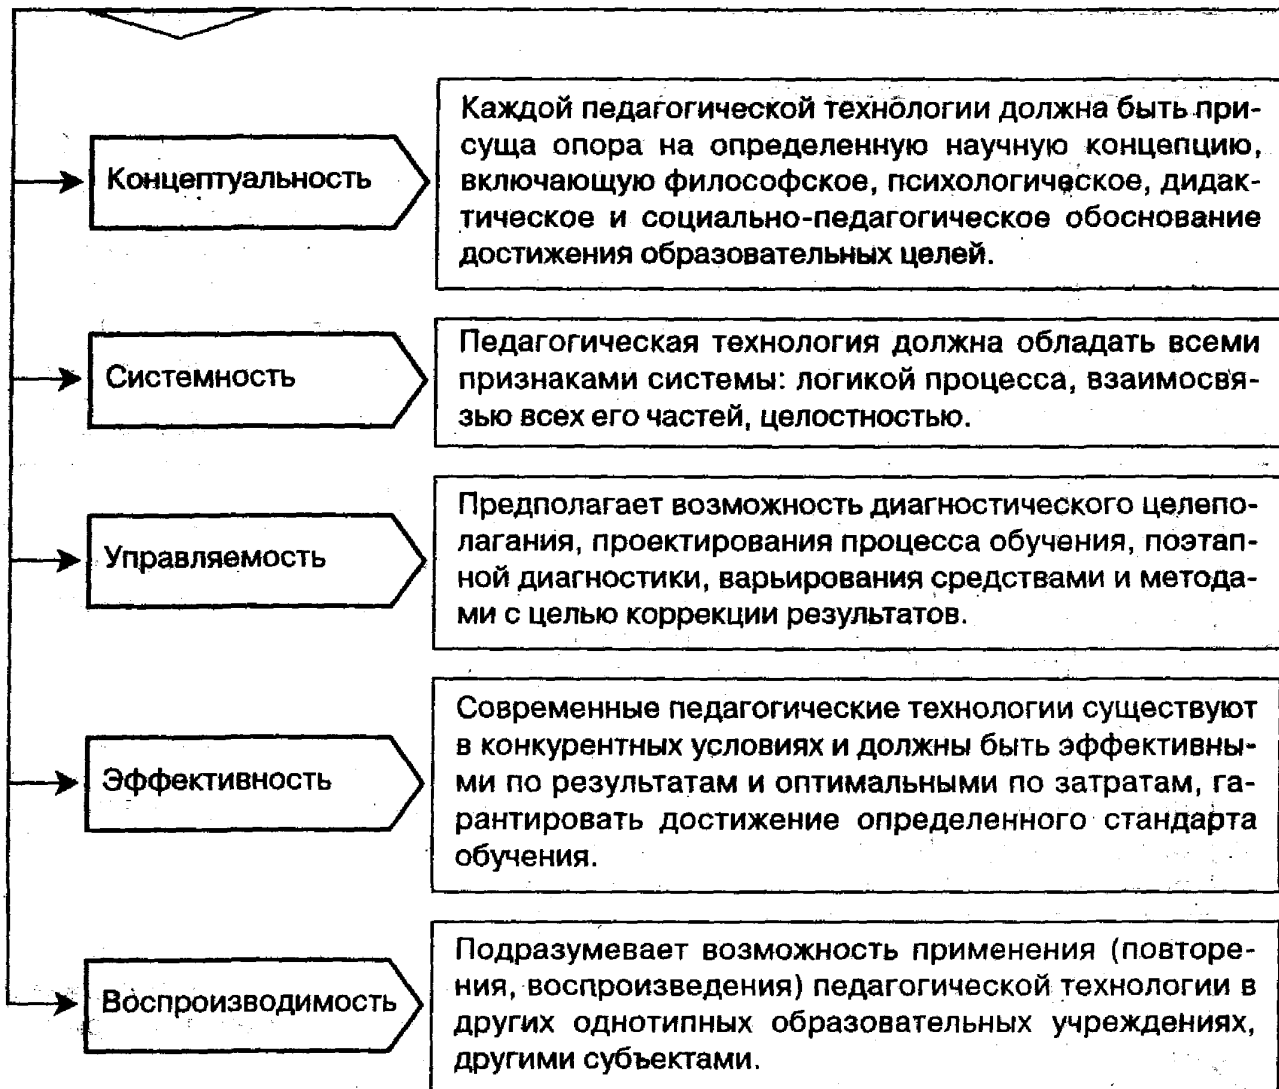 Концептуальность
Каждой педагогической технологии должна быть при-
суща опора на определенную научную концепцию,
включающую философское, психологическое, дидак-
тическое и социально-педагогическое обоснование
достижения образовательных целей.
Системность
Педагогическая технология должна обладать всеми
признаками системы: логикой процесса, взаимосвя-
зью всех его частей, целостностью.
Управляемость
Предполагает возможность диагностического целепо-
лагания, проектирования процесса обучения, поэтап-
ной диагностики, варьирования средствами и метода-
ми с целью коррекции результатов.
Эффективность
Современные педагогические технологии существуют
в конкурентных условиях и должны быть эффективны-
ми по результатам и оптимальными по затратам, га-
рантировать достижение определенного стандарта
обучения.
Воспроизводимость
Подразумевает возможность применения (повторе-
ния, воспроизведения) педагогической технологии в
других однотипных образовательных учреждениях,
другими субъектами.